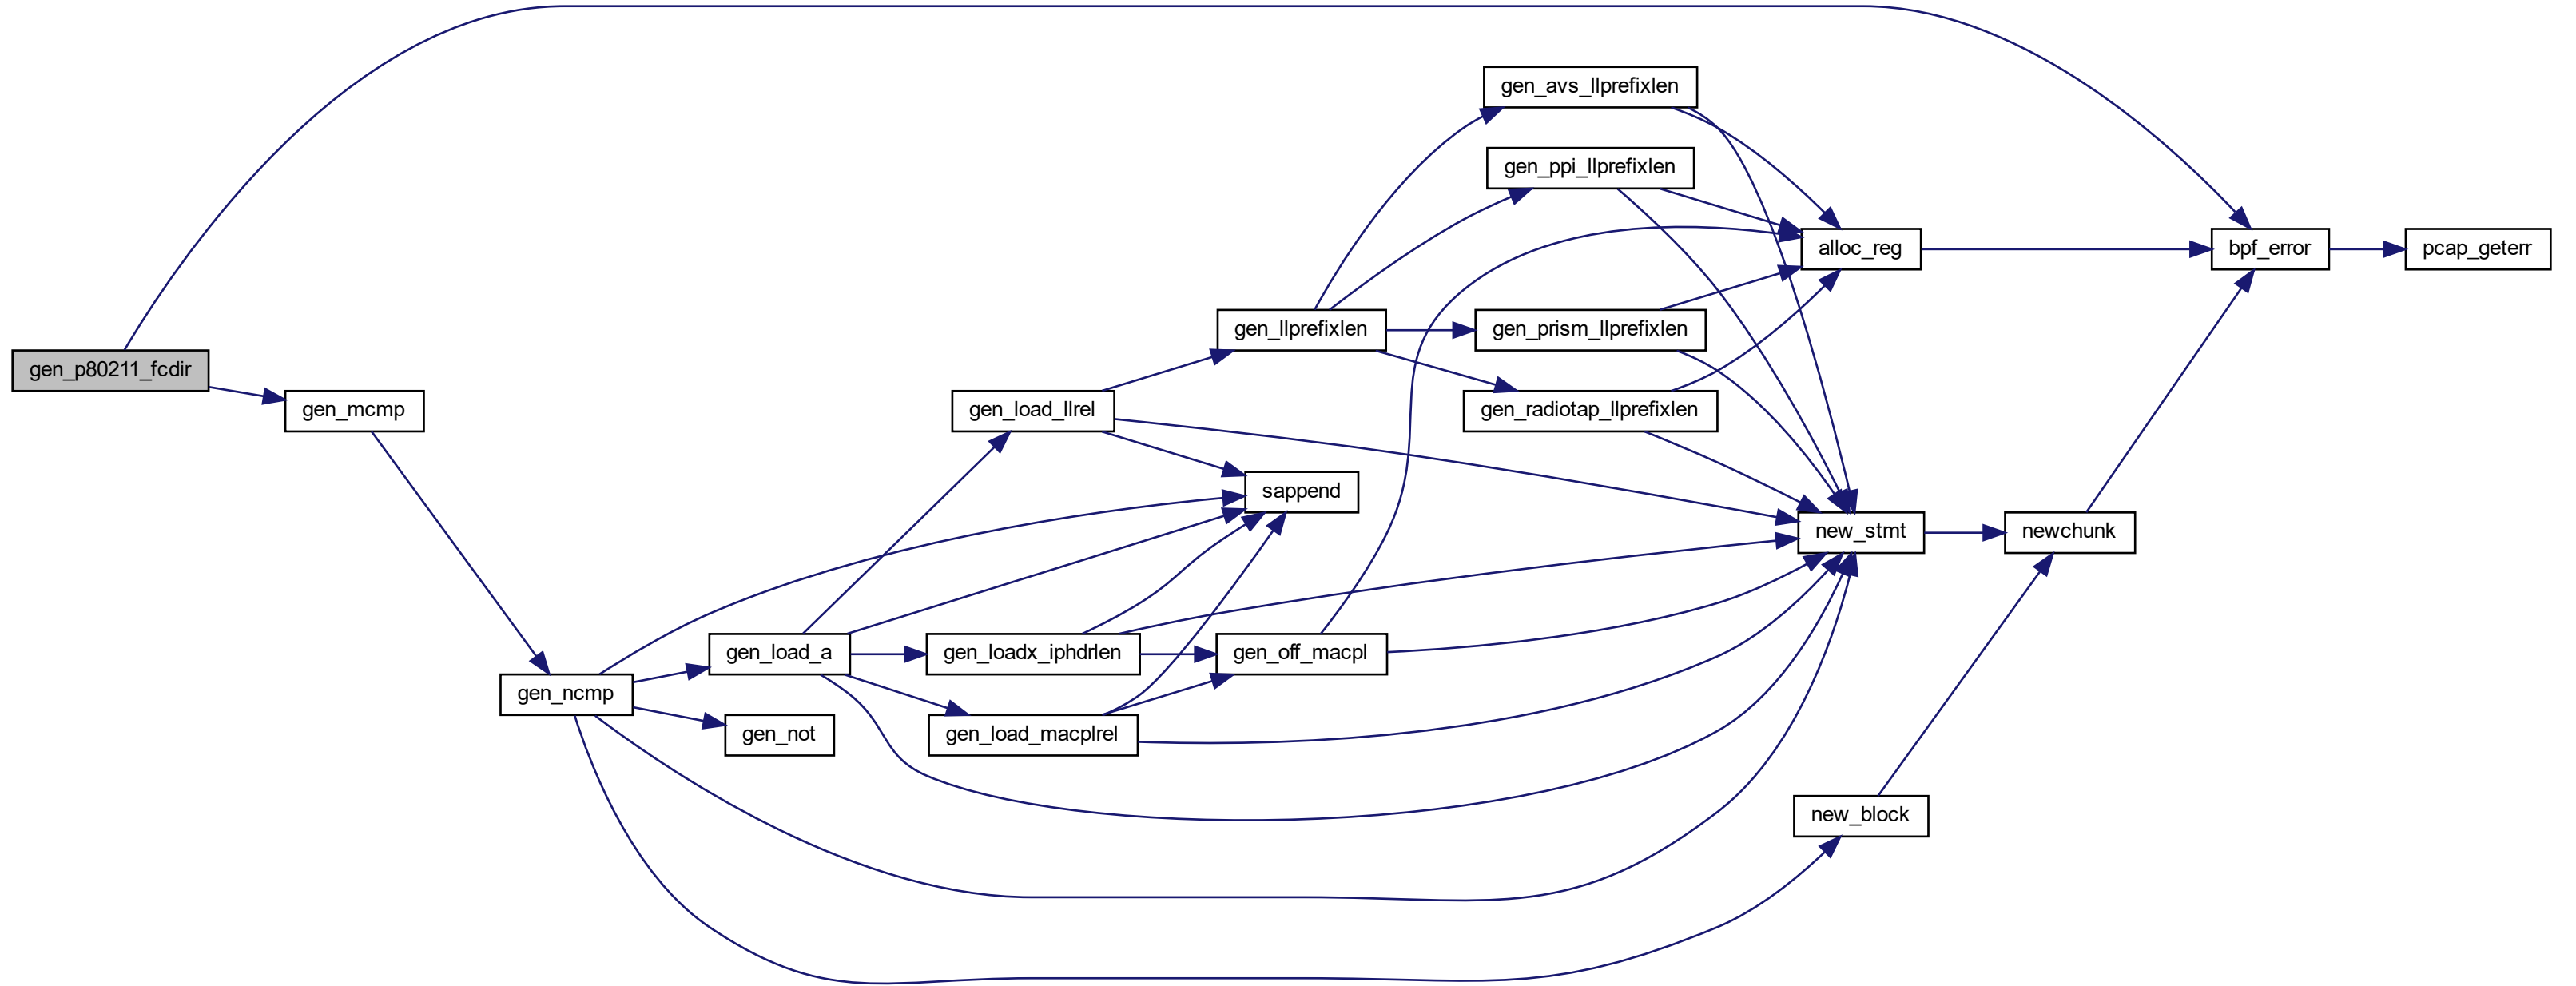 gen_p80211_fcdir
gen_mcmp
gen_ncmp
gen_load_a
gen_not
gen_load_llrel
gen_loadx_iphdrlen
gen_load_macplrel
gen_llprefixlen
sappend
gen_off_macpl
gen_avs_llprefixlen
gen_ppi_llprefixlen
gen_prism_llprefixlen
gen_radiotap_llprefixlen
alloc_reg
new_stmt
new_block
newchunk
bpf_error
pcap_geterr